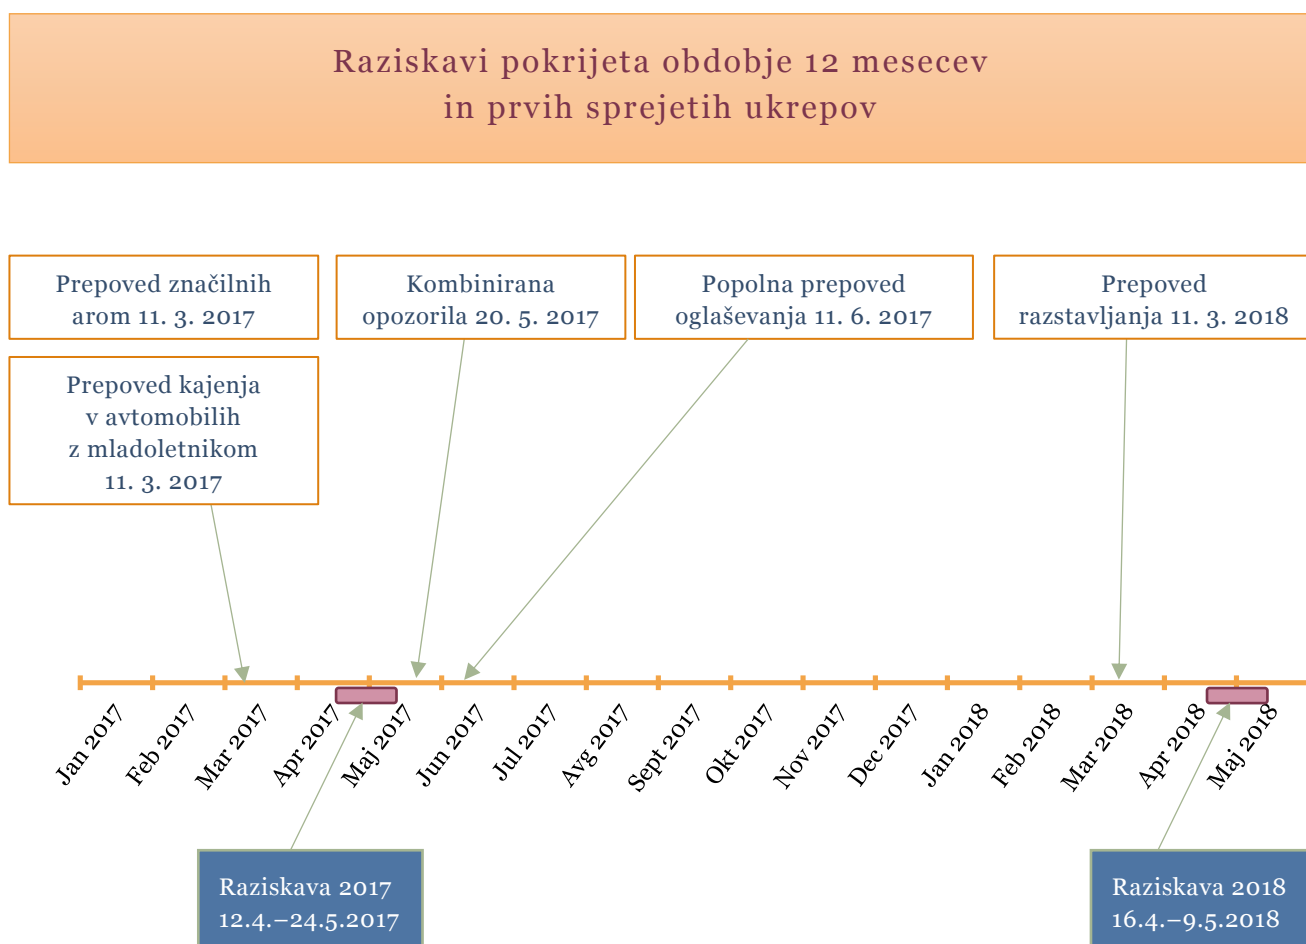 Raziskavi pokrijeta obdobje 12 mesecev
in prvih sprejetih ukrepov
Prepoved značilnih
arom 11. 3. 2017
Kombinirana
opozorila 20. 5. 2017
Popolna prepoved
oglaševanja 11. 6. 2017
Prepoved
razstavljanja 11. 3. 2018
Prepoved kajenja
v avtomobilih
z mladoletnikom
11. 3. 2017
Jan 2017
Feb 2017
Mar 2017
Apr 2017
Maj 2017
Jun 2017
Jul 2017
Avg 2017
Sept 2017
Okt 2017
Nov 2017
Dec 2017
Jan 2018
Feb 2018
Mar 2018
Apr 2018
Maj 2018
Raziskava 2017
12.4.–24.5.2017
Raziskava 2018
16.4.–9.5.2018